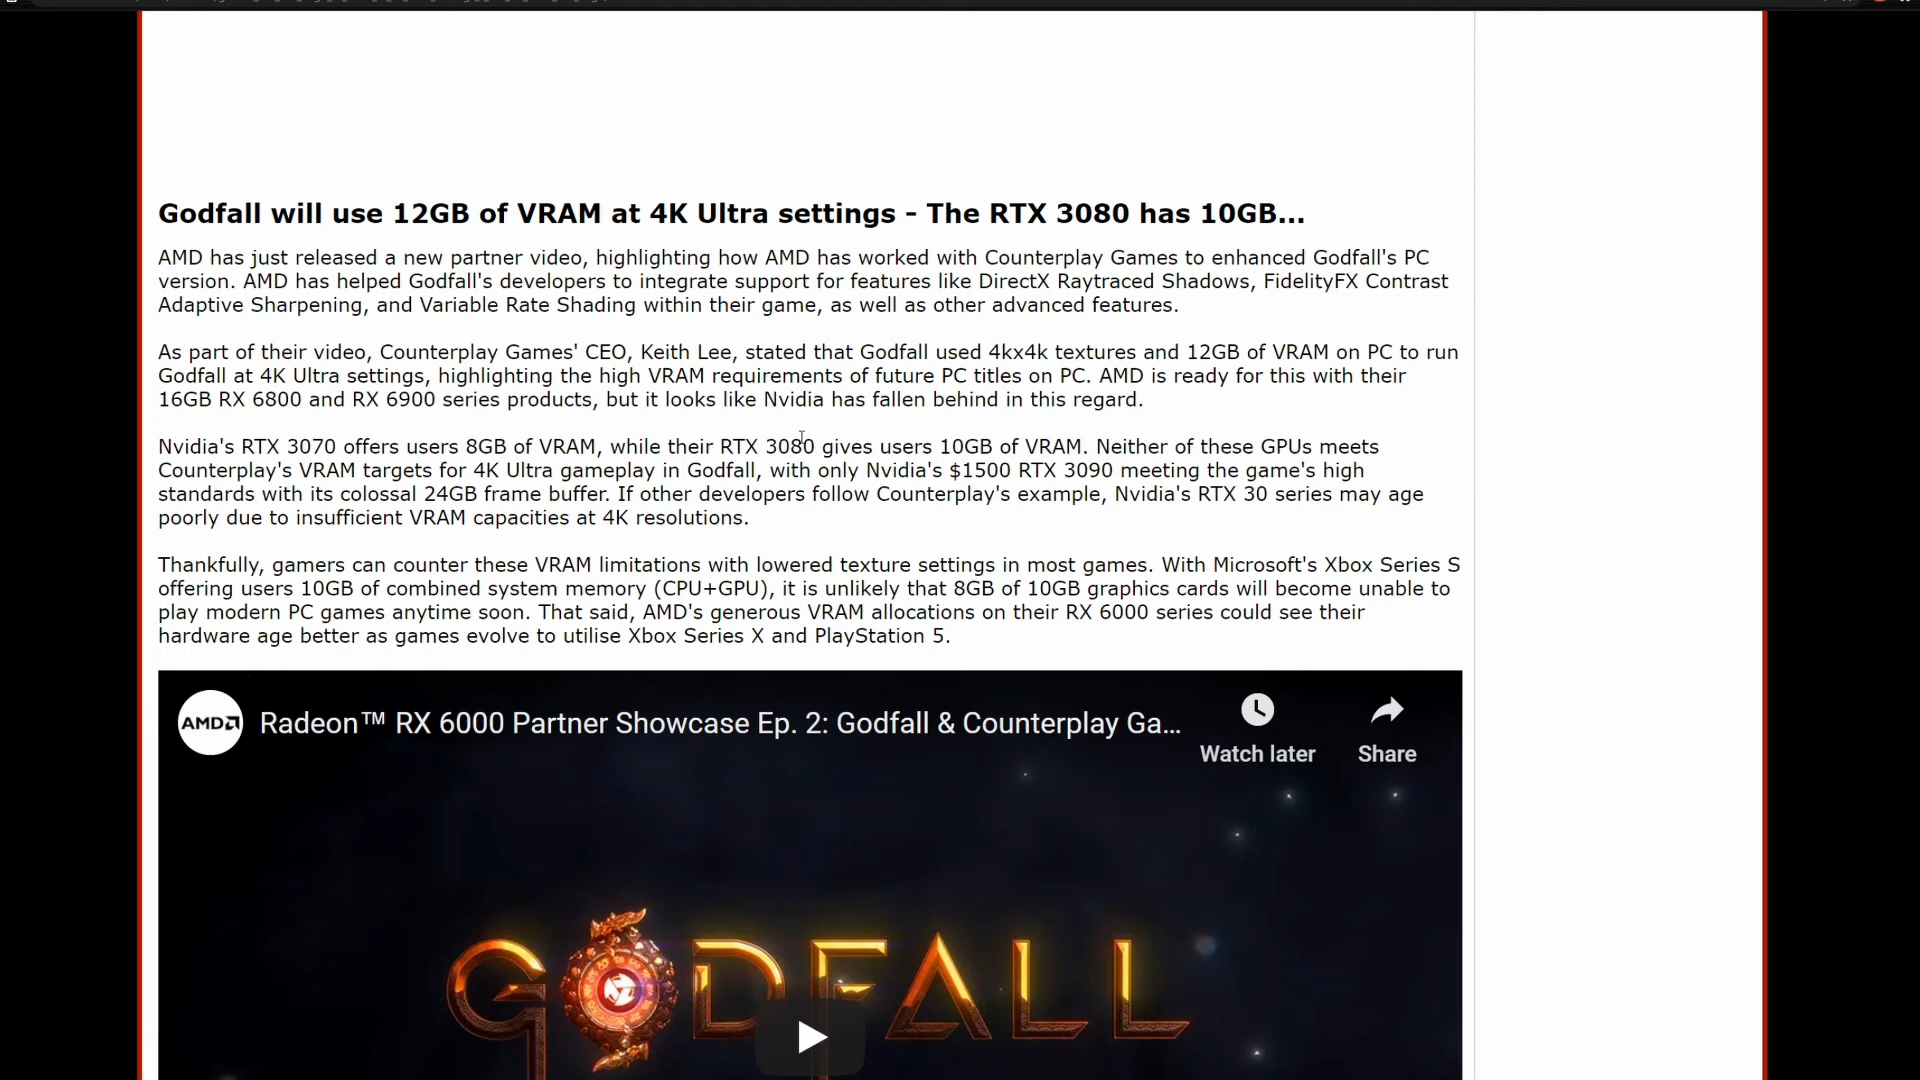 Godfall will use 12GB of VRAM at 4K Ultra settings - The RTX 3080 has 10GB...
AMD has just released a new partner video, highlighting how AMD has worked with Counterplay Games to enhanced Godfall's PC
version. AMD has helped Godfall's developers to integrate support for features like DirectX Raytraced Shadows, FidelityFX Contrast
Adaptive Sharpening, and Variable Rate Shading within their game, as well as other advanced features.
As part of their video, Counterplay Games' CEO, Keith Lee, stated that Godfall used 4kx4k textures and 12GB of VRAM on PC to run
Godfall at 4K Ultra settings, highlighting the high VRAM requirements of future PC titles on PC. AMD is ready for this with their
16GB RX 6800 and RX 6900 series products, but it looks like Nvidia has fallen behind in this regard.
Nvidia's RTX 3070 offers users 8GB of VRAM, while their RTX 3080 gives users 10GB of VRAM. Neither of these GPUs meets
Counterplay's VRAM targets for 4K Ultra gameplay in Godfall, with only Nvidia's $1500 RTX 3090 meeting the game's high
standards with its colossal 24GB frame buffer. If other developers follow Counterplay's example, Nvidia's RTX 30 series may age
poorly due to insufficient VRAM capacities at 4K resolutions.
Thankfully, gamers can counter these VRAM limitations with lowered texture settings in most games. With Microsoft's Xbox Series S
offering users 10GB of combined system memory (CPU+GPU), it is unlikely that 8GB of 10GB graphics cards will become unable to
play modern PC games anytime soon. That said, AMD's generous VRAM allocations on their RX 6000 series could see their
hardware age better as games evolve to utilise Xbox Series X and PlayStation 5.
AMD Radeon™ RX 6000 Partner Showcase Ep. 2: Godfall & Counterplay Ga...
Watch later Share
GODFALL